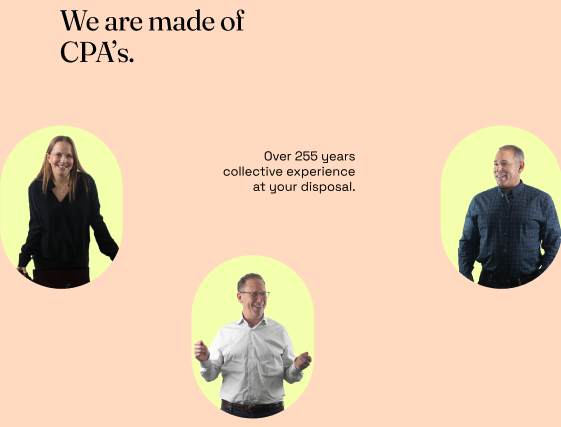 We are made of
CPA’s.
Over 255 years
collective experience
at your disposal.